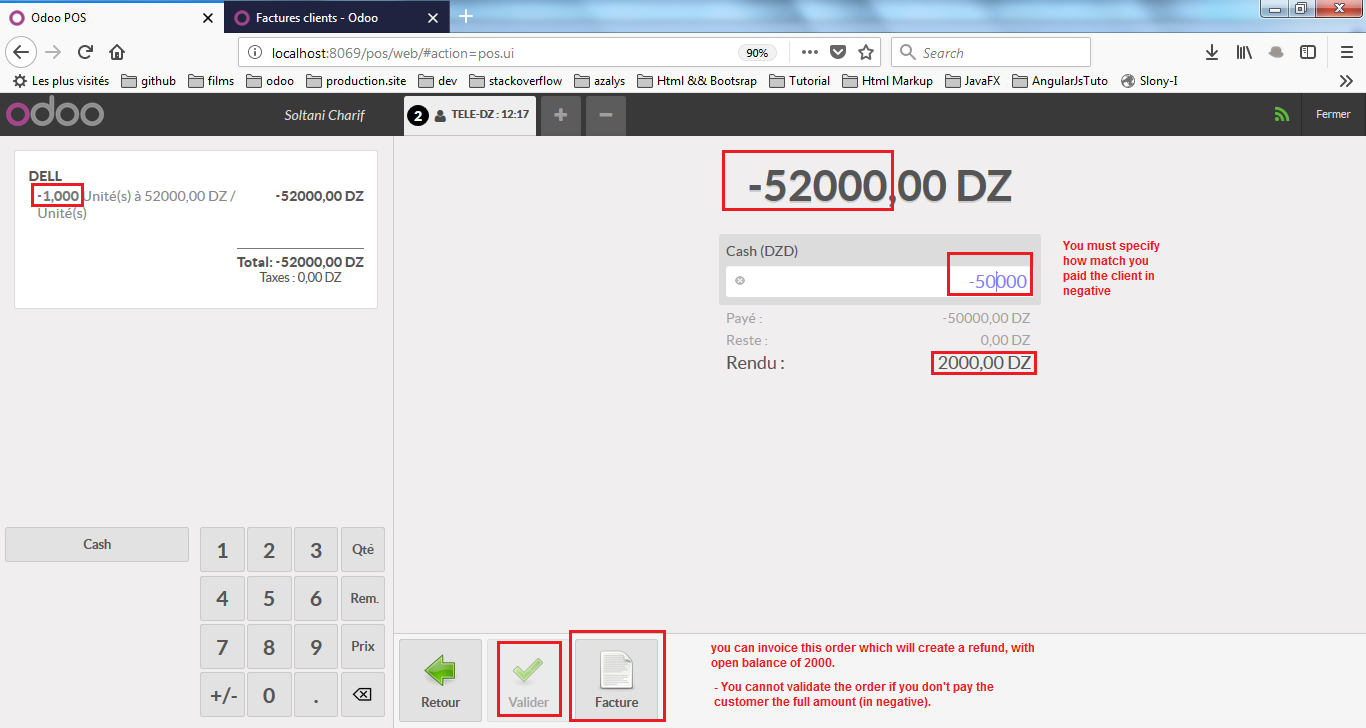 Odoo POS
Factures clients - Odoo
localhost:8069/pos/web/#action=pos.ui
90%
Search
Les plus visités
github
films
odoo
production.site
dev
stackoverflow
azalys
Html && Bootsrap
Tutorial
Html Markup
JavaFX
AngularJsTuto
Slony-I
odoo
Soltani Charif
2
TELE-DZ : 12:17
Fermer
DELL
-1,000 Unité(s) à 52000,00 DZ / -52000,00 DZ
Unité(s)
Total: -52000,00 DZ
Taxes : 0,00 DZ
-52000,00 DZ
Cash (DZD)
-50000
Payé : -50000,00 DZ
Reste : 0,00 DZ
Rendu : 2000,00 DZ
You must specify
how match you
paid the client in
negative
Cash
1 2 3 Qté
4 5 6 Rem.
7 8 9 Prix
+/- 0 .
Retour
Valider
Facture
you can invoice this order which will create a refund, with
open balance of 2000.
- You cannot validate the order if you don't pay the
customer the full amount (in negative).